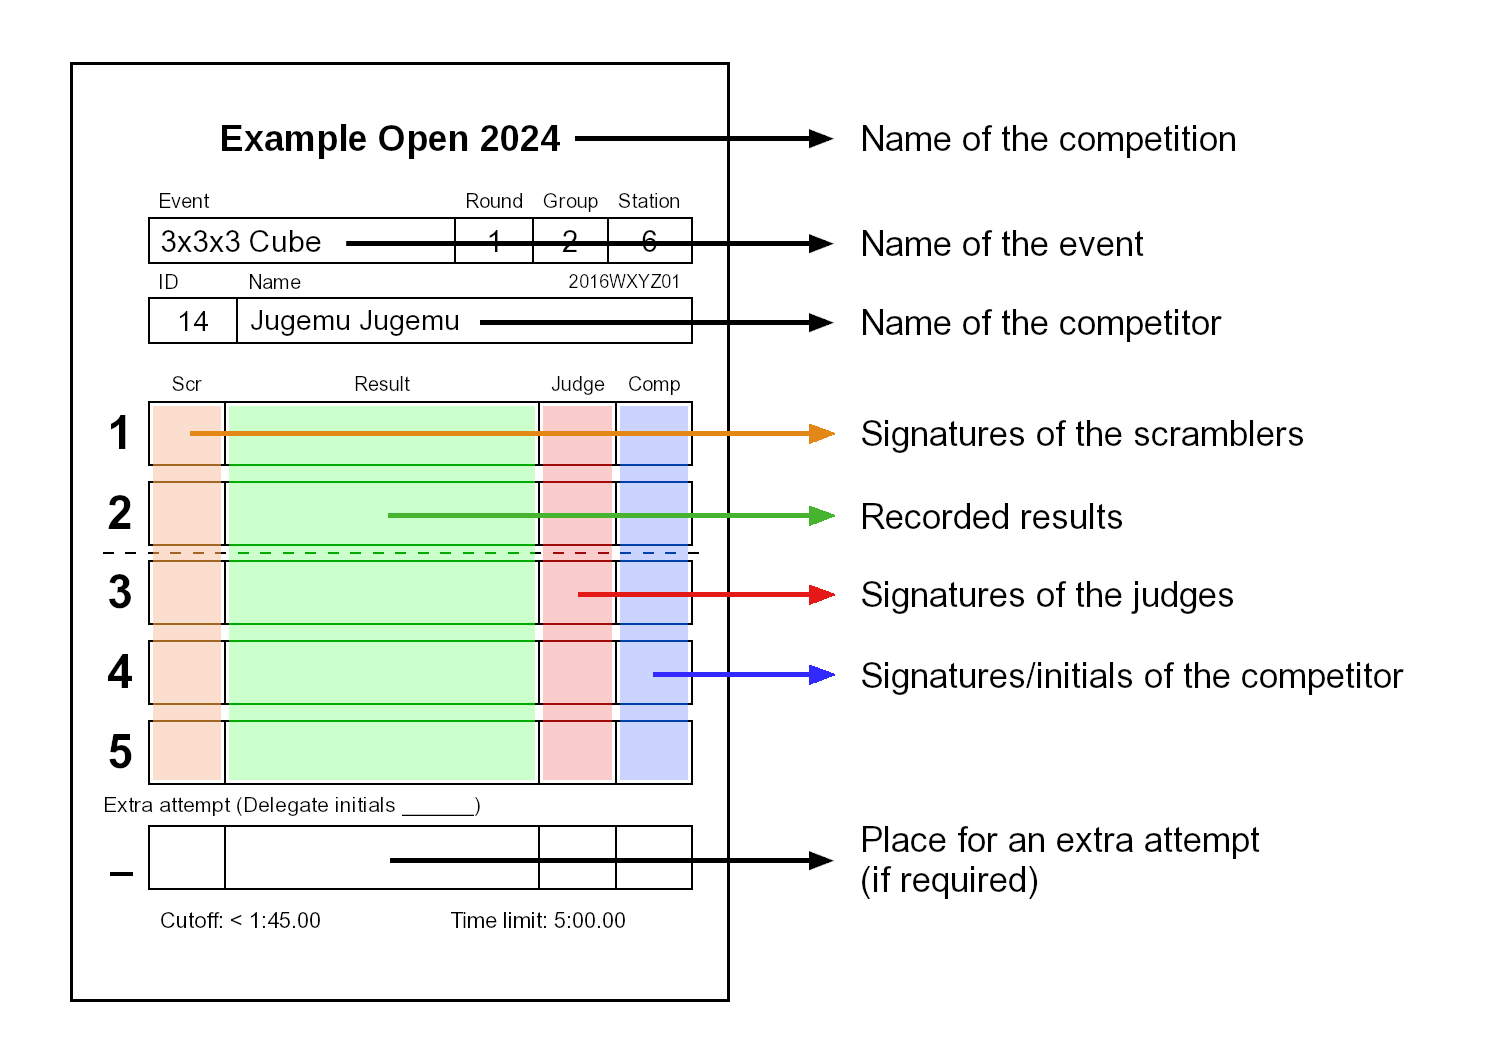 Example Open 2024
Name of the competition
Event Round Group Station
3x3x3 Cube 1 2 6
Name of the event
ID Name 2016WXYZ01
14 Jugemu Jugemu
Name of the competitor
Scr Result Judge Comp
1
Signatures of the scramblers
2
Recorded results
3
Signatures of the judges
4
Signatures/initials of the competitor
5
Extra attempt (Delegate initials ______)
Place for an extra attempt
(if required)
–
Cutoff: < 1:45.00 Time limit: 5:00.00